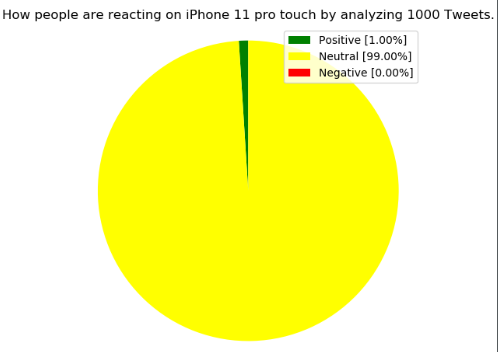 How people are reacting on iPhone 11 pro touch by analyzing 1000 Tweets.
Positive [1.00%]
Neutral [99.00%]
Negative [0.00%]